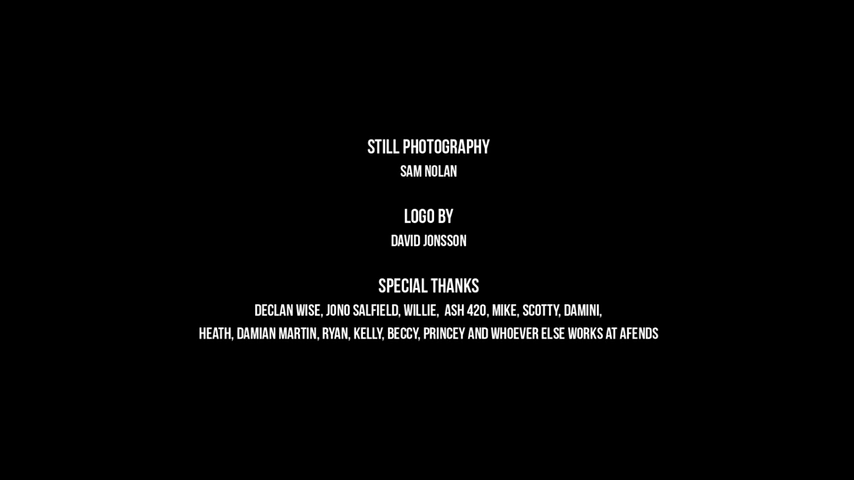 STILL PHOTOGRAPHY
SAM NOLAN
LOGO BY
DAVID JONSSON
SPECIAL THANKS
DECLAN WISE, JONO SALFIELD, WILLIE, ASH 420, MIKE, SCOTTY, DAMINI,
HEATH, DAMIAN MARTIN, RYAN, KELLY, BECCY, PRINCEY AND WHOEVER ELSE WORKS AT AFENDS